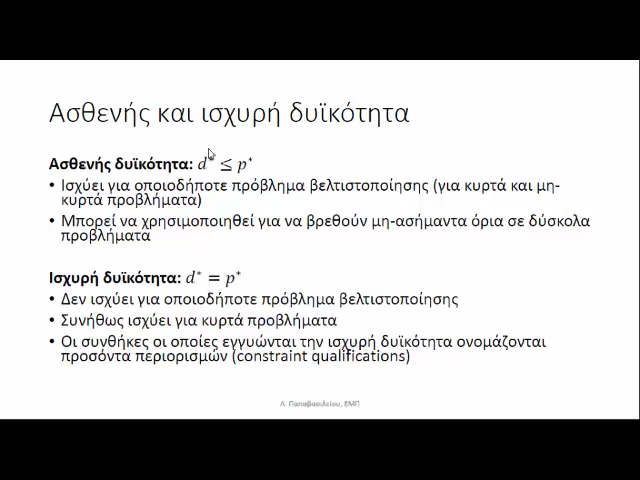 Ασθενής και ισχυρή δυϊκότητα
Ασθενής δυϊκότητα: d* ≤ p*
• Ισχύει για οποιοδήποτε πρόβλημα βελτιστοποίησης (για κυρτά και μη-
κυρτά προβλήματα)
• Μπορεί να χρησιμοποιηθεί για να βρεθούν μη-ασήμαντα όρια σε δύσκολα
προβλήματα
Ισχυρή δυϊκότητα: d* = p*
• Δεν ισχύει για οποιοδήποτε πρόβλημα βελτιστοποίησης
• Συνήθως ισχύει για κυρτά προβλήματα
• Οι συνθήκες οι οποίες εγγυώνται την ισχυρή δυϊκότητα ονομάζονται
προσόντα περιορισμών (constraint qualifications)
Α. Παπαβασιλείου, ΕΜΠ